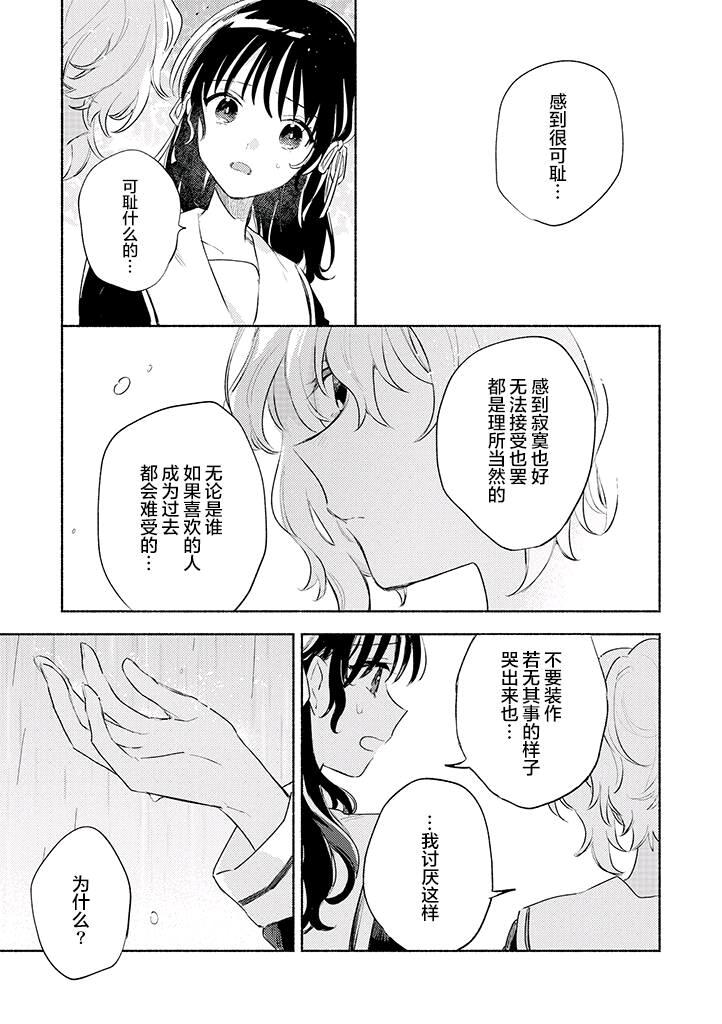 感到很可耻…
可耻什么
的…
感到寂寞也好
无法接受也罢
都是理所当然的
无论是谁
如果喜欢的人
成为过去
都会难受的…
不要装作
若无其事的样子
哭出来也…
…我讨厌这样
为什么？